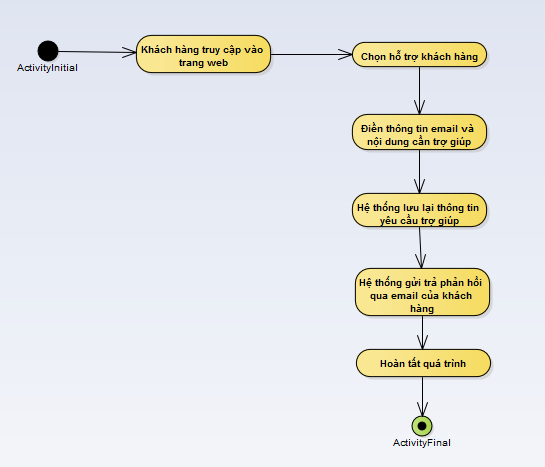 ActivityInitial
Khách hàng truy cập vào
trang web
Chọn hỗ trợ khách hàng
Điền thông tin email và
nội dung cần trợ giúp
Hệ thống lưu lại thông tin
yêu cầu trợ giúp
Hệ thống gửi trả phản hồi
qua email của khách
hàng
Hoàn tất quá trình
ActivityFinal